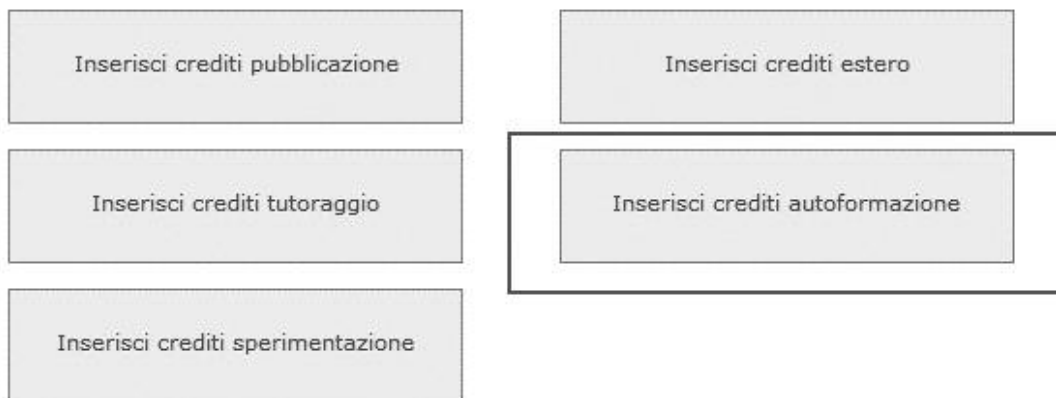 Inserisci crediti pubblicazione
Inserisci crediti estero
Inserisci crediti tutoraggio
Inserisci crediti autoformazione
Inserisci crediti sperimentazione